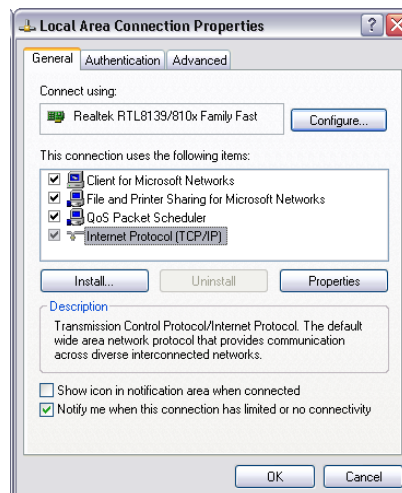 Local Area Connection Properties
General Authentication Advanced
Connect using:
Realtek RTL8139/810x Family Fast Configure...
This connection uses the following items:
Client for Microsoft Networks
File and Printer Sharing for Microsoft Networks
QoS Packet Scheduler
Internet Protocol (TCP/IP)
Install... Uninstall Properties
Description
Transmission Control Protocol/Internet Protocol. The default
wide area network protocol that provides communication
across diverse interconnected networks.
Show icon in notification area when connected
Notify me when this connection has limited or no connectivity
OK Cancel